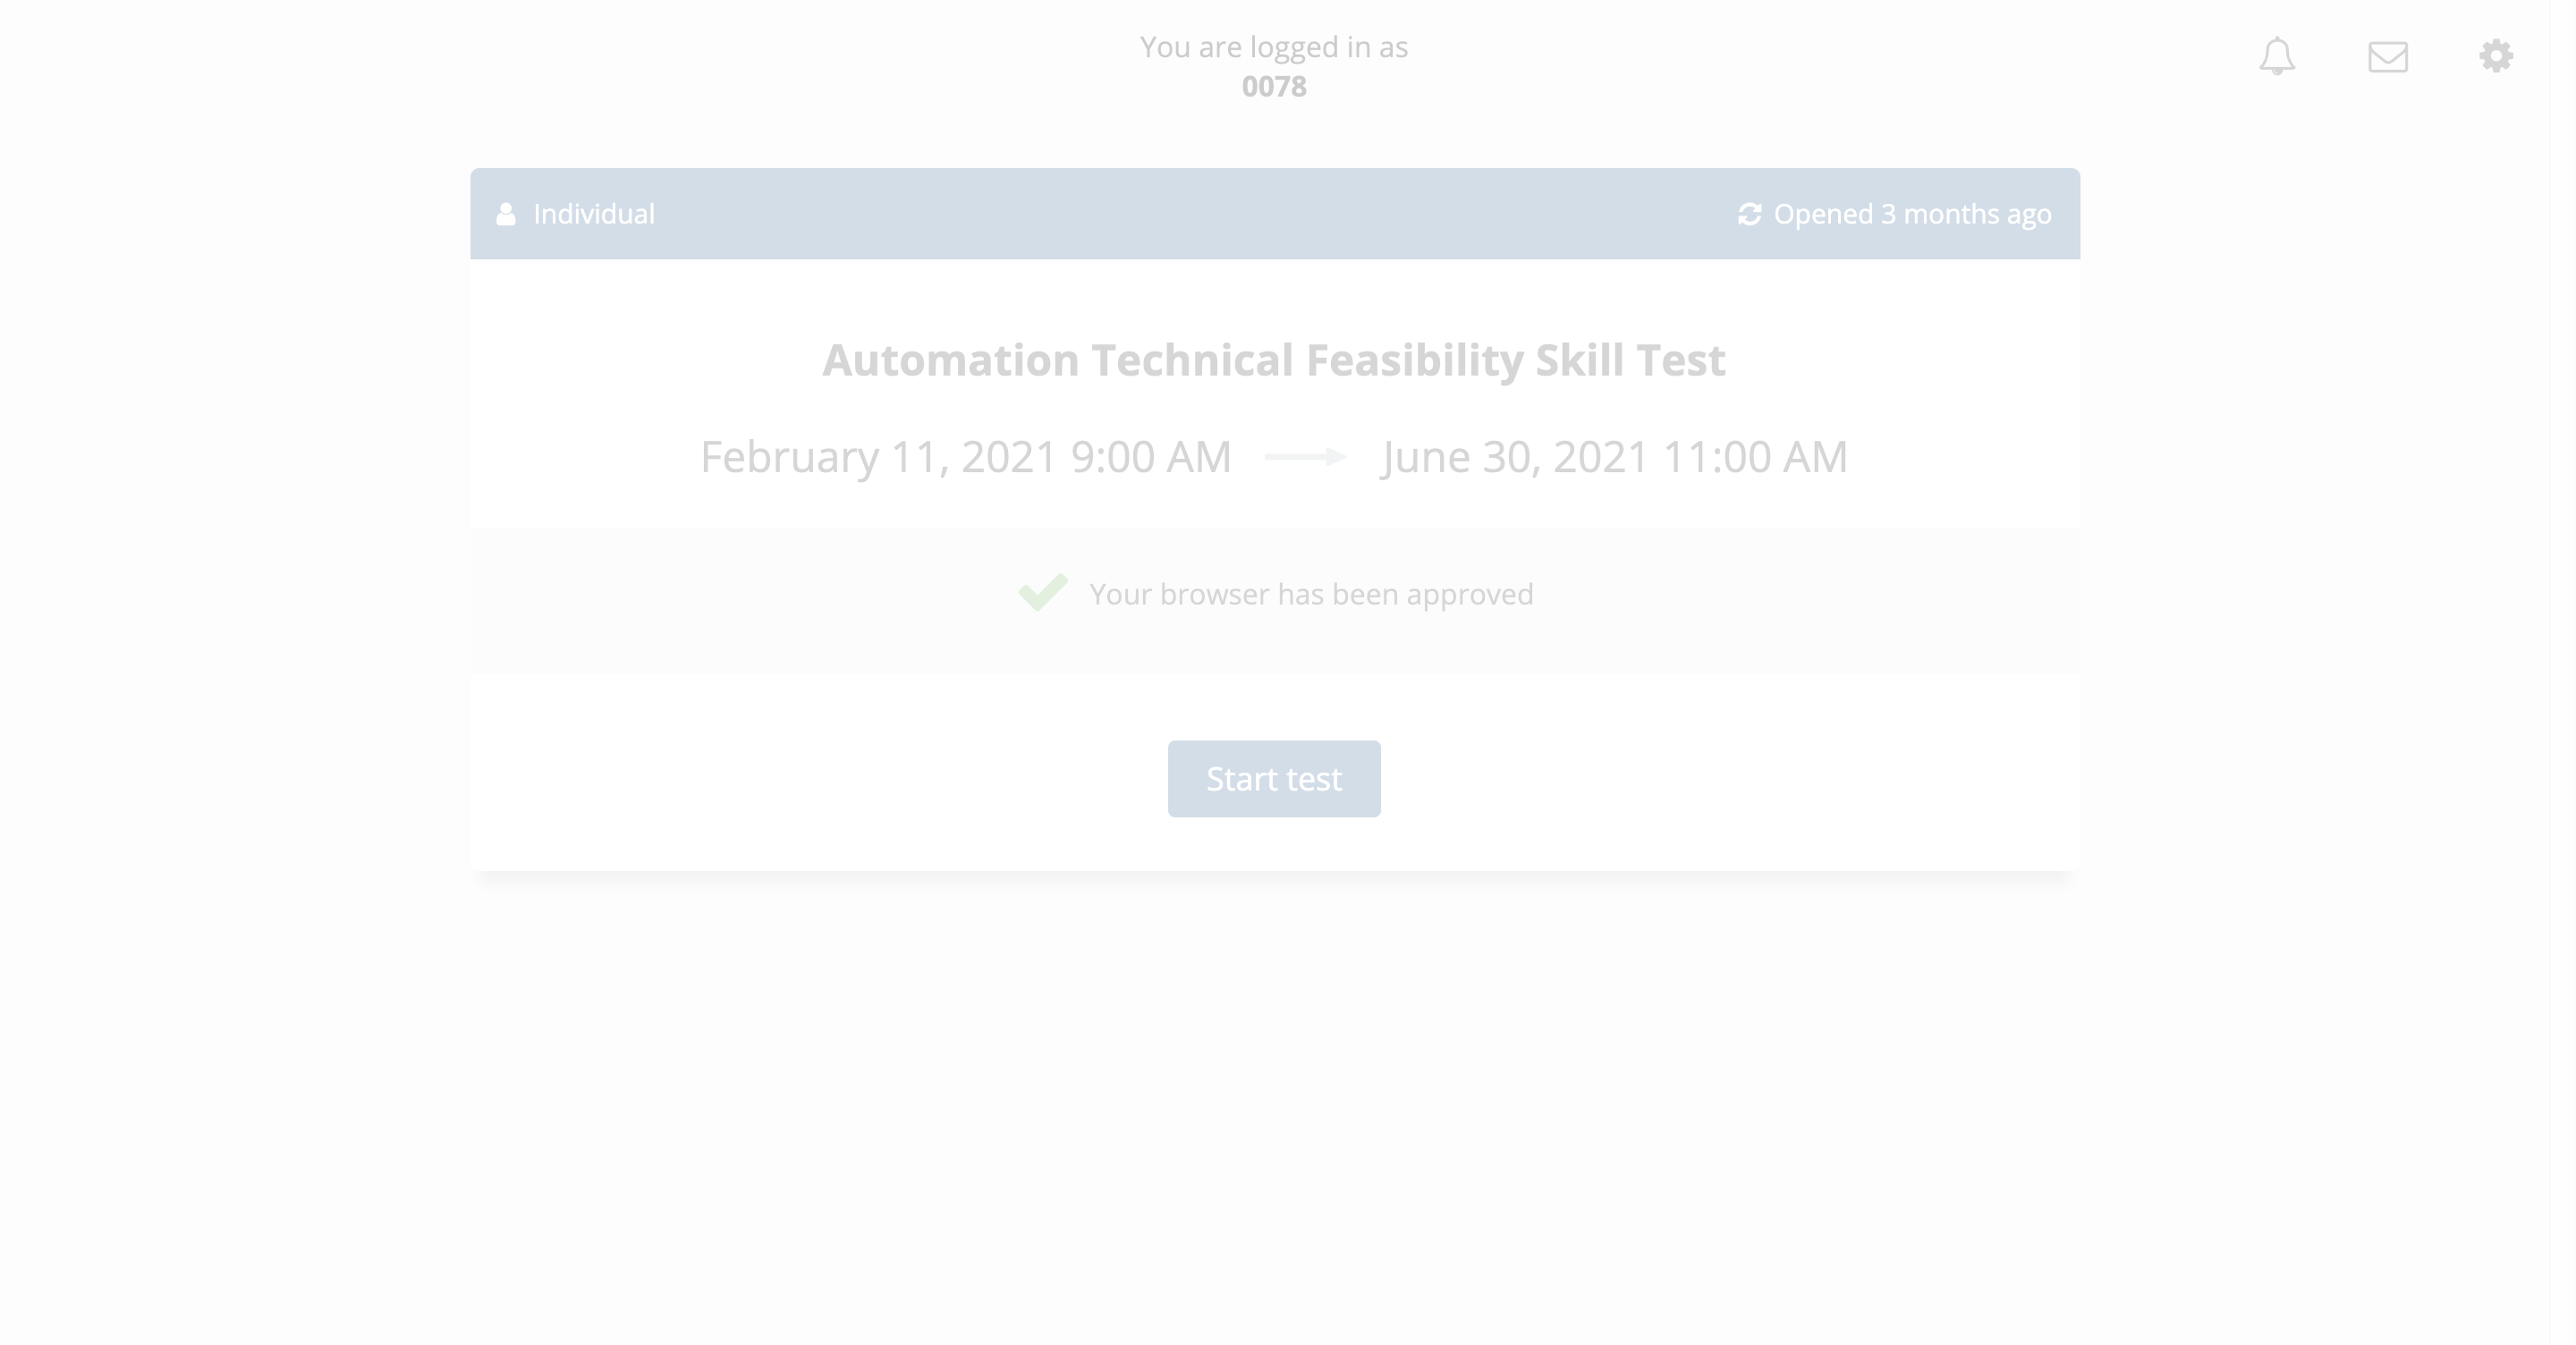 You are logged in as
0078
Individual
Opened 3 months ago
Automation Technical Feasibility Skill Test
February 11, 2021 9:00 AM
June 30, 2021 11:00 AM
Your browser has been approved
Start test